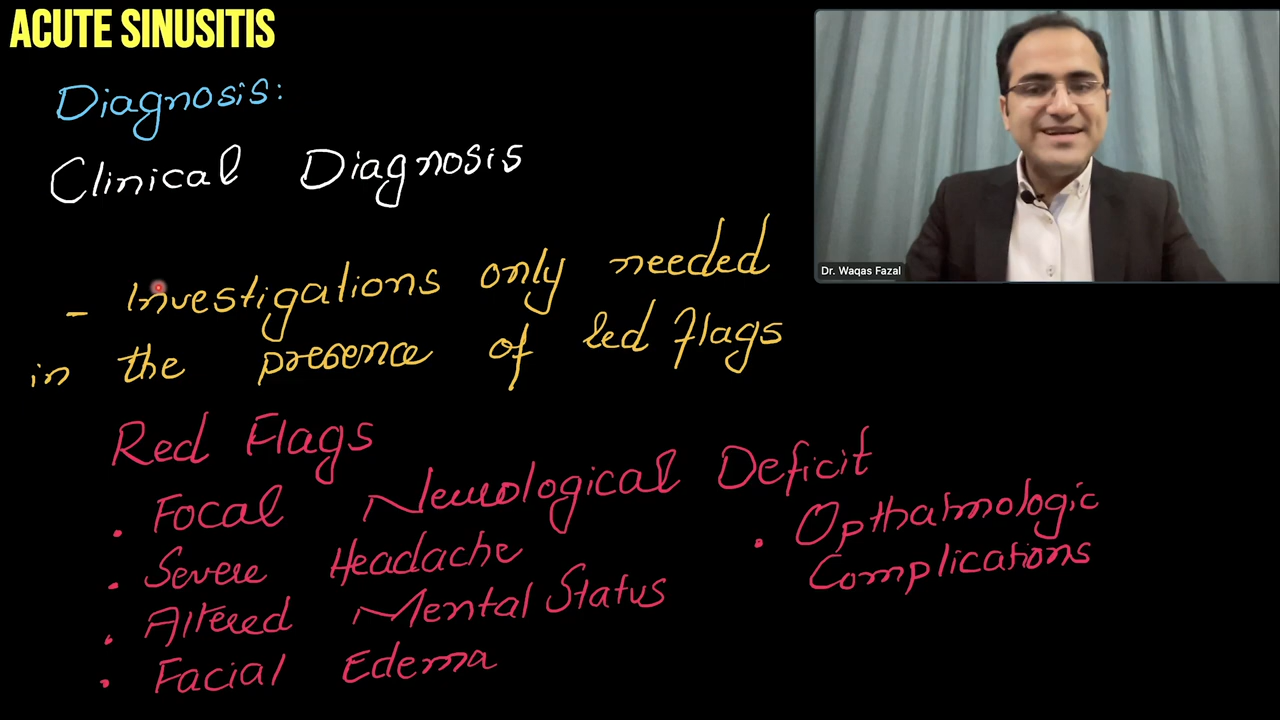 ACUTE SINUSITIS
Diagnosis:
Clinical Diagnosis
- Investigations only needed
in the presence of led flags
Red Flags
. Focal Neurological Deficit
. Severe Headache
. Altered Mental Status
. Facial Edema
. Opthalmologic
Complications
Dr. Waqas Fazal